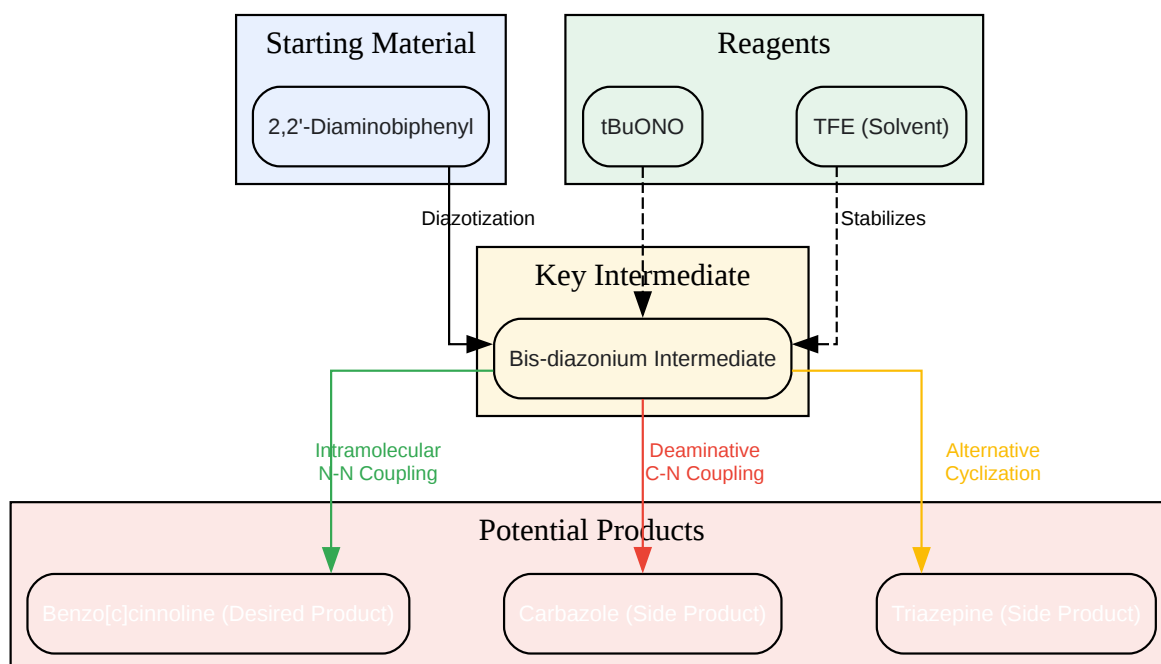 Starting Material
Reagents
2,2'-Diaminobiphenyl
tBuONO
TFE (Solvent)
Diazotization
Stabilizes
Key Intermediate
Bis-diazonium Intermediate
Intramolecular
N-N Coupling
Deaminative
C-N Coupling
Alternative
Cyclization
Potential Products
Benzo[c]cinnoline (Desired Product)
Carbazole (Side Product)
Triazepine (Side Product)